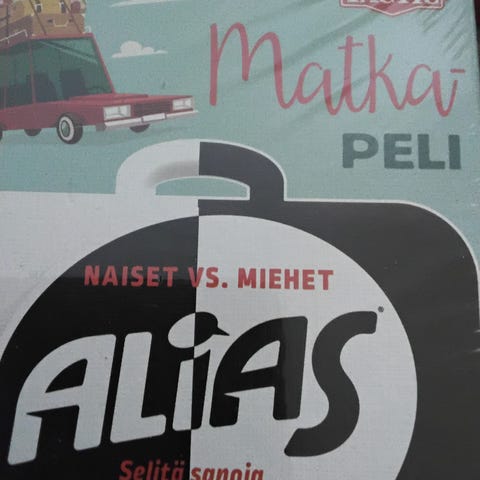 Matka-
PELI
NAISET VS. MIEHET
ALIAS
Selitä sanoja